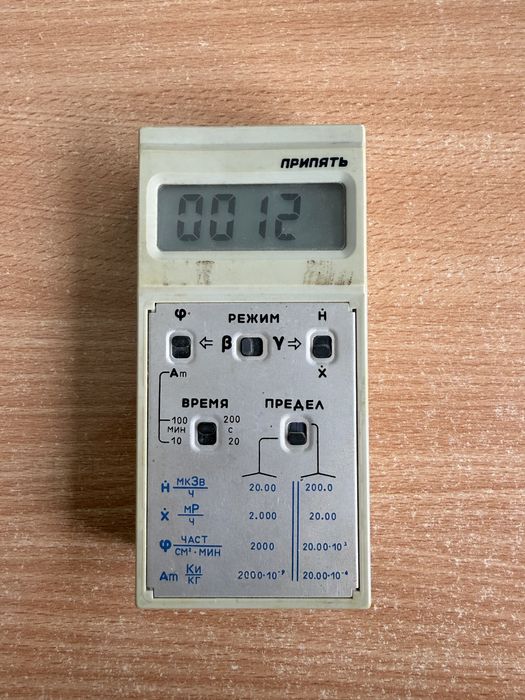 ПРИПЯТЬ
0012
φ РЕЖИМ Ḣ
⇐ β γ ⇒
Am Ẋ
ВРЕМЯ ПРЕДЕЛ
100 200
МИН с
10 20
Ḣ мкЗв/ч 20.00 200.0
Ẋ мР/ч 2.000 20.00
φ ЧАСТ/СМ²·МИН 2000 20.00·10³
Am Ки/КГ 2000·10⁻⁹ 20.00·10⁻⁶